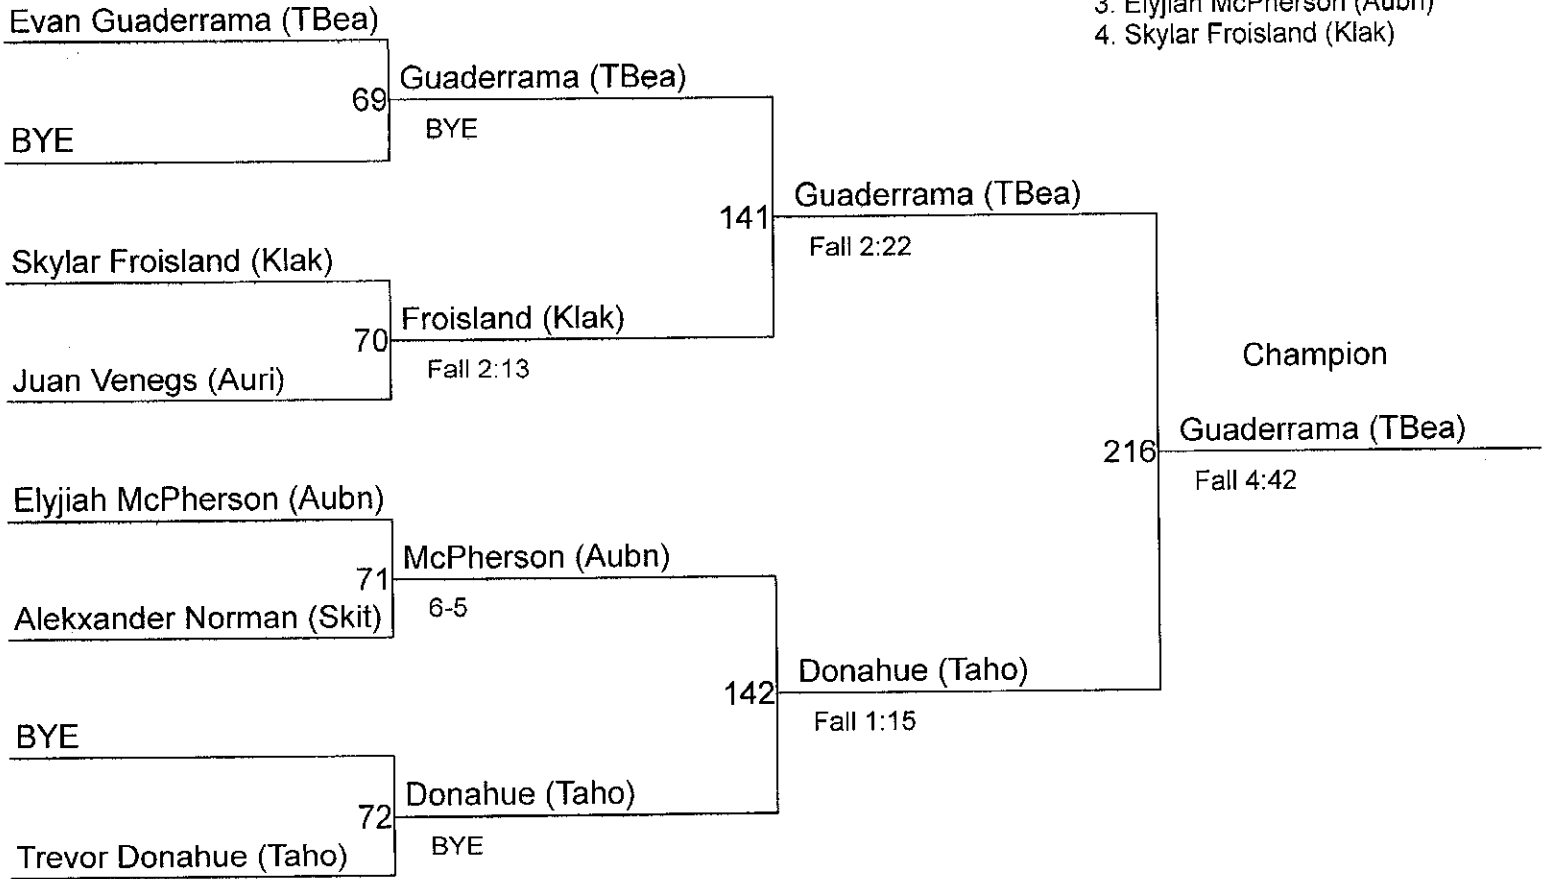 3. Elyjiah McPherson (Aubn)
4. Skylar Froisland (Klak)
Evan Guaderrama (TBea)
69
BYE
Guaderrama (TBea)
BYE
Skylar Froisland (Klak)
70
Juan Venegs (Auri)
Froisland (Klak)
Fall 2:13
141
Guaderrama (TBea)
Fall 2:22
Elyjiah McPherson (Aubn)
71
Alekxander Norman (Skit)
McPherson (Aubn)
6-5
BYE
72
Trevor Donahue (Taho)
Donahue (Taho)
BYE
142
Donahue (Taho)
Fall 1:15
216
Champion
Guaderrama (TBea)
Fall 4:42